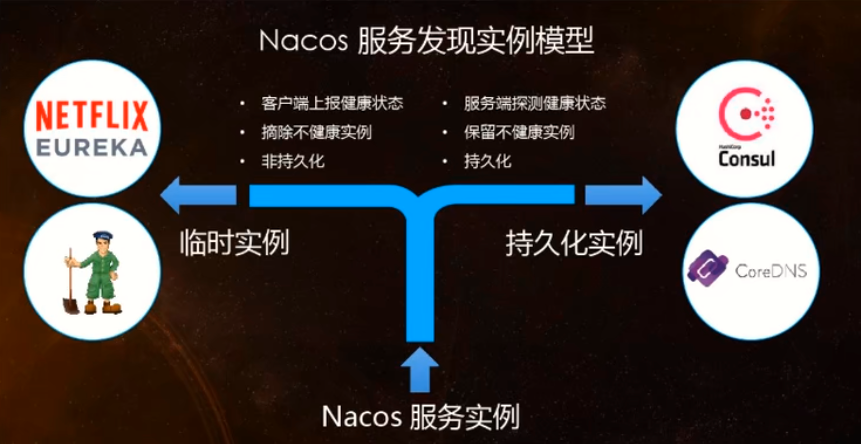 Nacos 服务发现实例模型
NETFLIX
EUREKA
• 客户端上报健康状态
• 摘除不健康实例
• 非持久化
• 服务端探测健康状态
• 保留不健康实例
• 持久化
HashiCorp
Consul
临时实例
持久化实例
CoreDNS
Nacos 服务实例